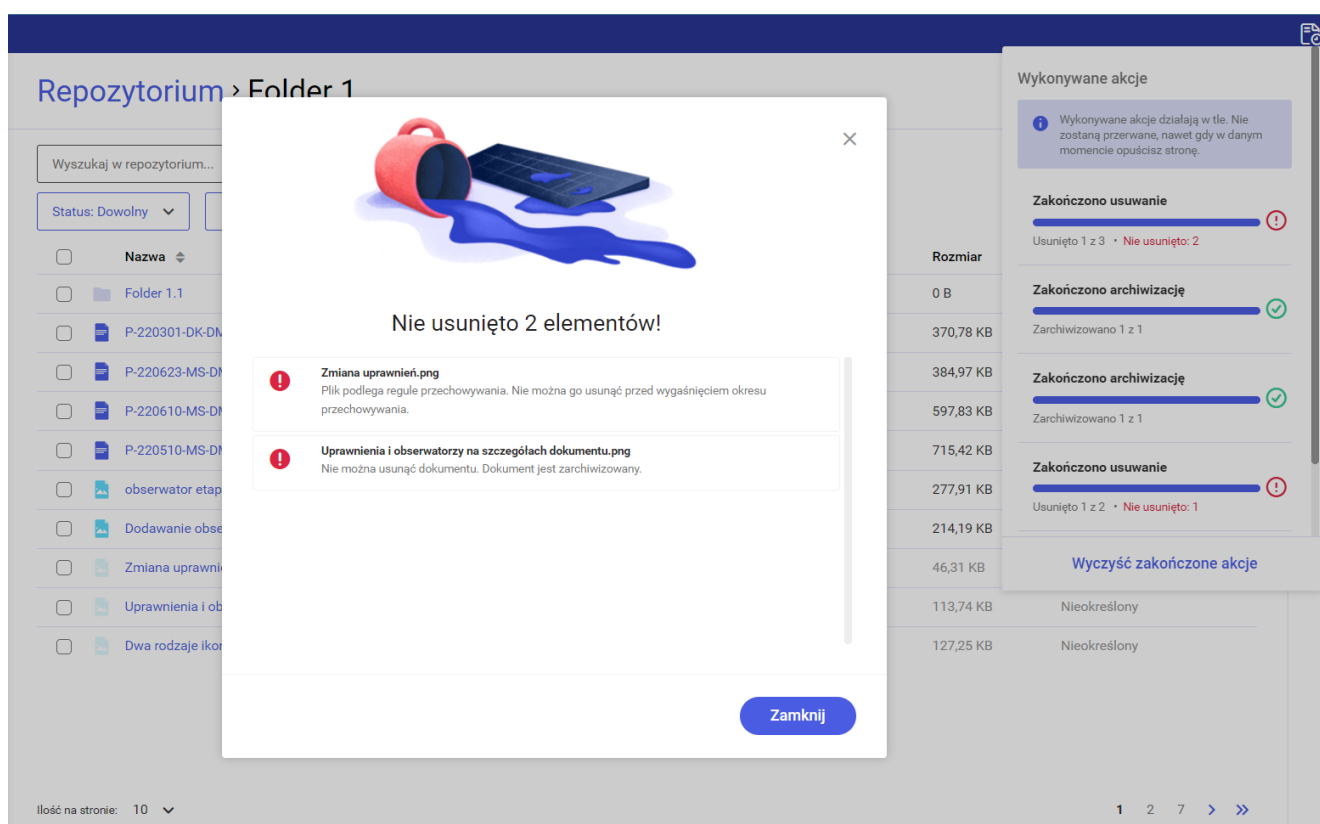 Repozytorium › Folder 1
Wyszukaj w repozytorium...
Status: Dowolny
Nazwa
Rozmiar
Folder 1.1
0 B
P-220301-DK-DM
370,78 KB
P-220623-MS-DM
384,97 KB
P-220610-MS-DM
597,83 KB
P-220510-MS-DM
715,42 KB
obserwator etap
277,91 KB
Dodawanie obse
214,19 KB
Zmiana uprawni
46,31 KB
Uprawnienia i ob
113,74 KB
Nieokreślony
Dwa rodzaje ikon
127,25 KB
Nieokreślony
Ilość na stronie: 10
1 2 7
Nie usunięto 2 elementów!
Zmiana uprawnień.png
Plik podlega regule przechowywania. Nie można go usunąć przed wygaśnięciem okresu
przechowywania.
Uprawnienia i obserwatorzy na szczegółach dokumentu.png
Nie można usunąć dokumentu. Dokument jest zarchiwizowany.
Zamknij
Wykonywane akcje
Wykonywane akcje działają w tle. Nie
zostaną przerwane, nawet gdy w danym
momencie opuścisz stronę.
Zakończono usuwanie
Usunięto 1 z 3 • Nie usunięto: 2
Zakończono archiwizację
Zarchiwizowano 1 z 1
Zakończono archiwizację
Zarchiwizowano 1 z 1
Zakończono usuwanie
Usunięto 1 z 2 • Nie usunięto: 1
Wyczyść zakończone akcje